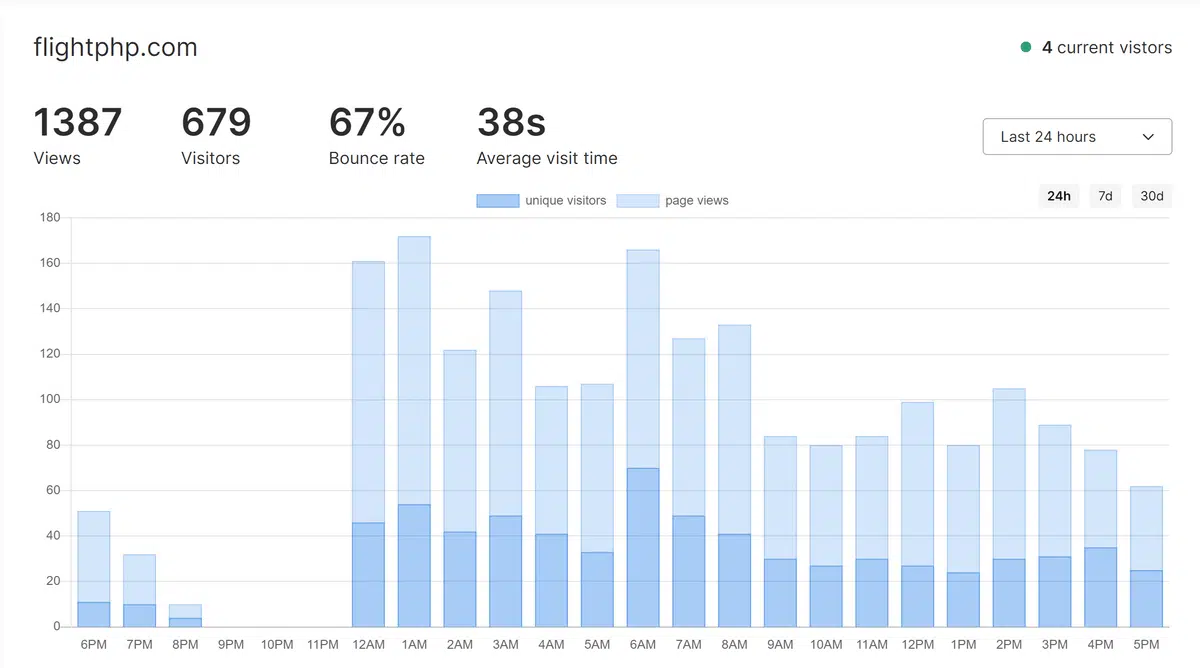 flightphp.com
4 current vistors
1387 679 67% 38s
Views Visitors Bounce rate Average visit time
Last 24 hours
unique visitors page views
24h 7d 30d
180
160
140
120
100
80
60
40
20
0
6PM 7PM 8PM 9PM 10PM 11PM 12AM 1AM 2AM 3AM 4AM 5AM 6AM 7AM 8AM 9AM 10AM 11AM 12PM 1PM 2PM 3PM 4PM 5PM